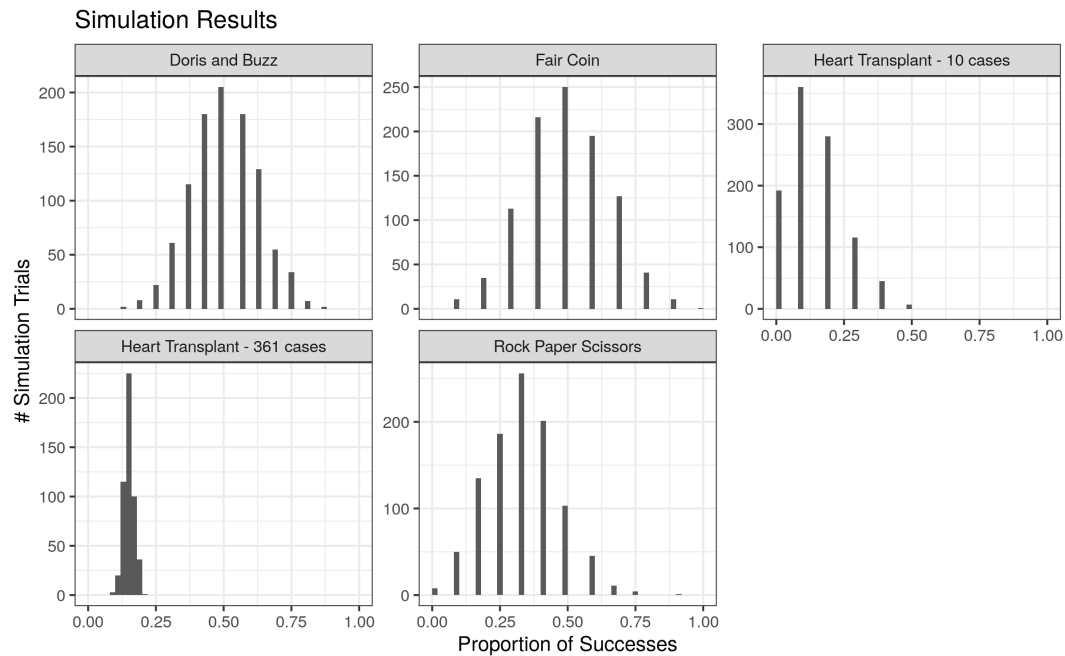 Simulation Results
Doris and Buzz
Fair Coin
Heart Transplant - 10 cases
200
150
100
50
0
250
200
150
100
50
0
300
200
100
0
0.00 0.25 0.50 0.75 1.00
# Simulation Trials
Heart Transplant - 361 cases
Rock Paper Scissors
200
150
100
50
0
200
100
0
0.00 0.25 0.50 0.75 1.00
0.00 0.25 0.50 0.75 1.00
Proportion of Successes